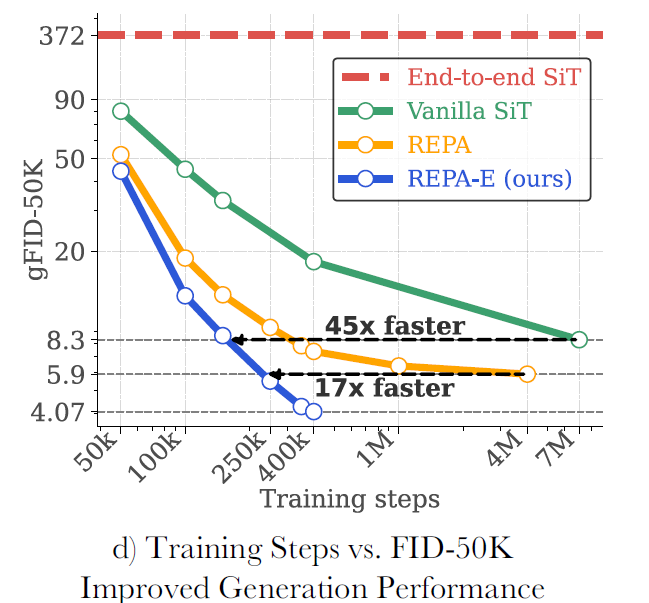 372
90
50
20
8.3
5.9
4.07
gFID-50K
End-to-end SiT
Vanilla SiT
REPA
REPA-E (ours)
45x faster
17x faster
50k
100k
250k
400k
1M
4M
7M
Training steps
d) Training Steps vs. FID-50K
Improved Generation Performance